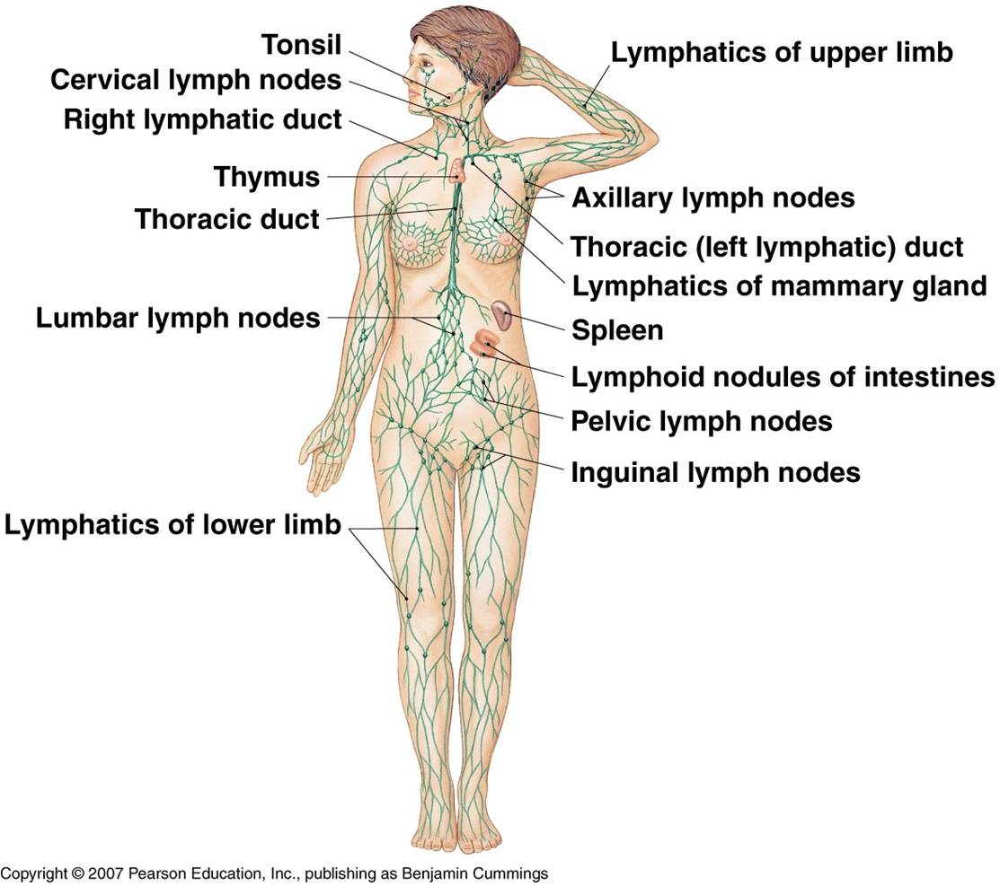 Tonsil
Cervical lymph nodes
Right lymphatic duct
Thymus
Thoracic duct
Lumbar lymph nodes
Lymphatics of lower limb
Lymphatics of upper limb
Axillary lymph nodes
Thoracic (left lymphatic) duct
Lymphatics of mammary gland
Spleen
Lymphoid nodules of intestines
Pelvic lymph nodes
Inguinal lymph nodes
Copyright © 2007 Pearson Education, Inc., publishing as Benjamin Cummings